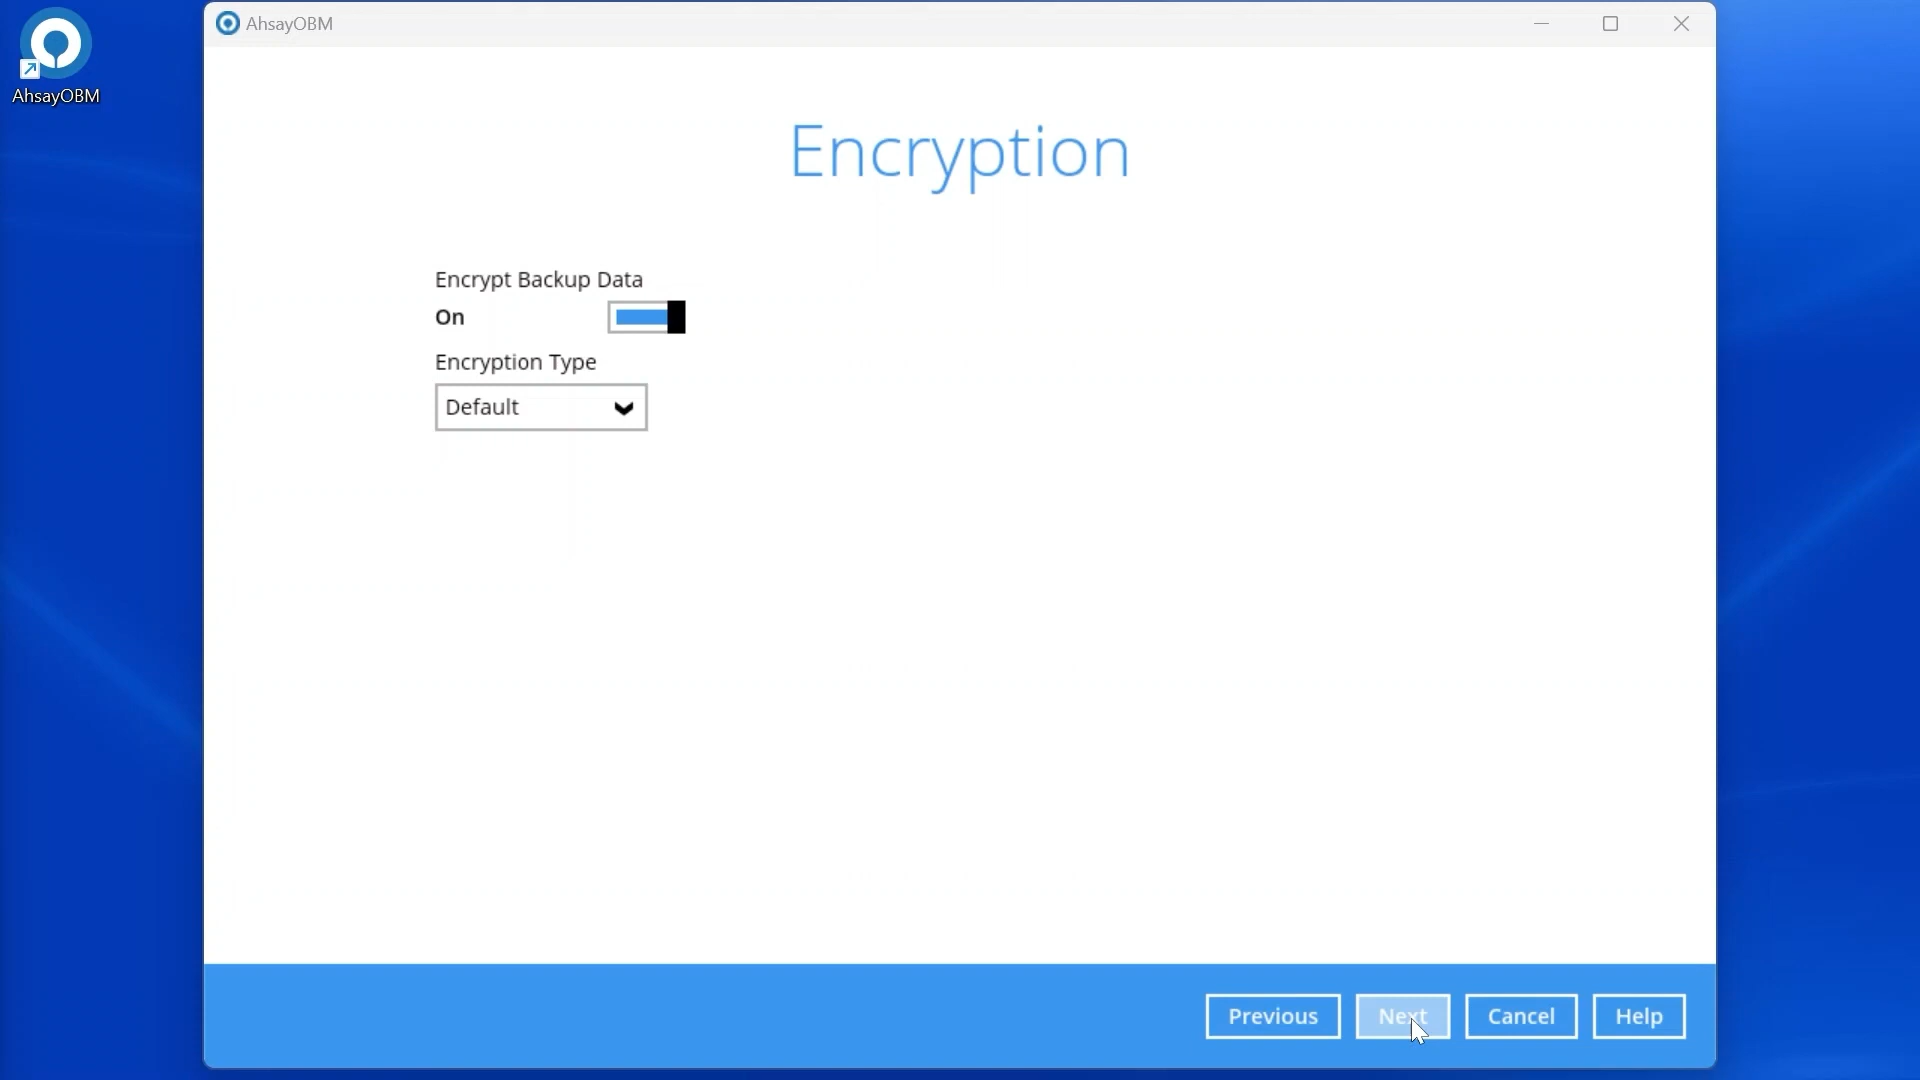 AhsayOBM
AhsayOBM
Encryption
Encrypt Backup Data
On
Encryption Type
Default
Previous
Next
Cancel
Help